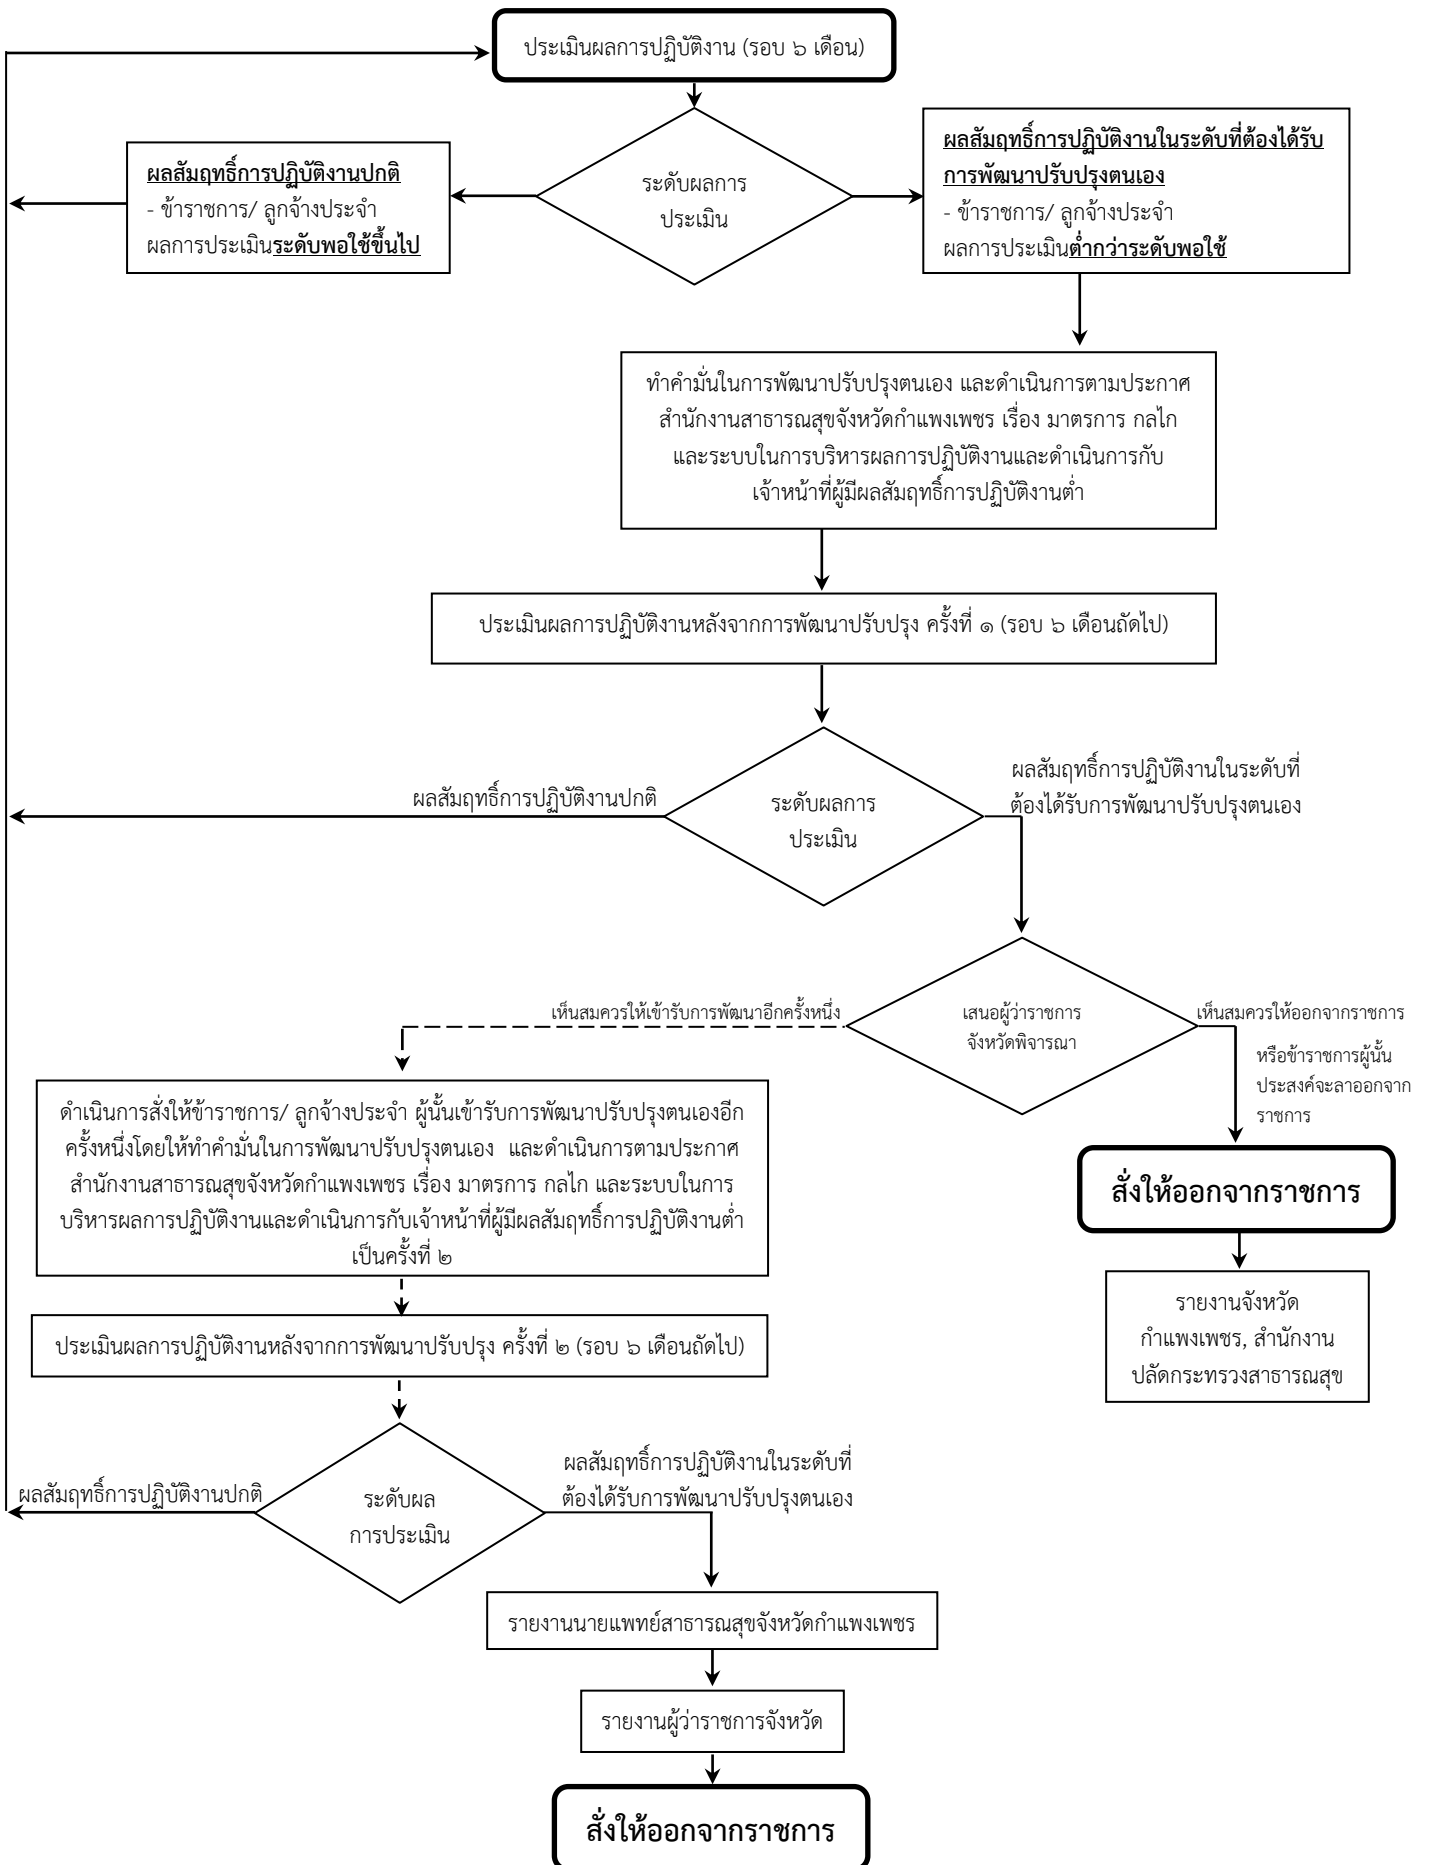 ประเมินผลการปฏิบัติงาน (รอบ ๖ เดือน)
ระดับผลการ
ประเมิน
ผลสัมฤทธิ์การปฏิบัติงานปกติ
- ข้าราชการ/ ลูกจ้างประจำ
ผลการประเมินระดับพอใช้ขึ้นไป
ผลสัมฤทธิ์การปฏิบัติงานในระดับที่ต้องได้รับ
การพัฒนาปรับปรุงตนเอง
- ข้าราชการ/ ลูกจ้างประจำ
ผลการประเมินต่ำกว่าระดับพอใช้
ทำคำมั่นในการพัฒนาปรับปรุงตนเอง และดำเนินการตามประกาศ
สำนักงานสาธารณสุขจังหวัดกำแพงเพชร เรื่อง มาตรการ กลไก
และระบบในการบริหารผลการปฏิบัติงานและดำเนินการกับ
เจ้าหน้าที่ผู้มีผลสัมฤทธิ์การปฏิบัติงานต่ำ
ประเมินผลการปฏิบัติงานหลังจากการพัฒนาปรับปรุง ครั้งที่ ๑ (รอบ ๖ เดือนถัดไป)
ผลสัมฤทธิ์การปฏิบัติงานปกติ
ระดับผลการ
ประเมิน
ผลสัมฤทธิ์การปฏิบัติงานในระดับที่
ต้องได้รับการพัฒนาปรับปรุงตนเอง
เห็นสมควรให้เข้ารับการพัฒนาอีกครั้งหนึ่ง
เสนอผู้ว่าราชการ
จังหวัดพิจารณา
เห็นสมควรให้ออกจากราชการ
หรือข้าราชการผู้นั้น
ประสงค์จะลาออกจาก
ราชการ
ดำเนินการสั่งให้ข้าราชการ/ ลูกจ้างประจำ ผู้นั้นเข้ารับการพัฒนาปรับปรุงตนเองอีก
ครั้งหนึ่งโดยให้ทำคำมั่นในการพัฒนาปรับปรุงตนเอง และดำเนินการตามประกาศ
สำนักงานสาธารณสุขจังหวัดกำแพงเพชร เรื่อง มาตรการ กลไก และระบบในการ
บริหารผลการปฏิบัติงานและดำเนินการกับเจ้าหน้าที่ผู้มีผลสัมฤทธิ์การปฏิบัติงานต่ำ
เป็นครั้งที่ ๒
สั่งให้ออกจากราชการ
รายงานจังหวัด
กำแพงเพชร, สำนักงาน
ปลัดกระทรวงสาธารณสุข
ประเมินผลการปฏิบัติงานหลังจากการพัฒนาปรับปรุง ครั้งที่ ๒ (รอบ ๖ เดือนถัดไป)
ผลสัมฤทธิ์การปฏิบัติงานปกติ
ระดับผล
การประเมิน
ผลสัมฤทธิ์การปฏิบัติงานในระดับที่
ต้องได้รับการพัฒนาปรับปรุงตนเอง
รายงานนายแพทย์สาธารณสุขจังหวัดกำแพงเพชร
รายงานผู้ว่าราชการจังหวัด
สั่งให้ออกจากราชการ